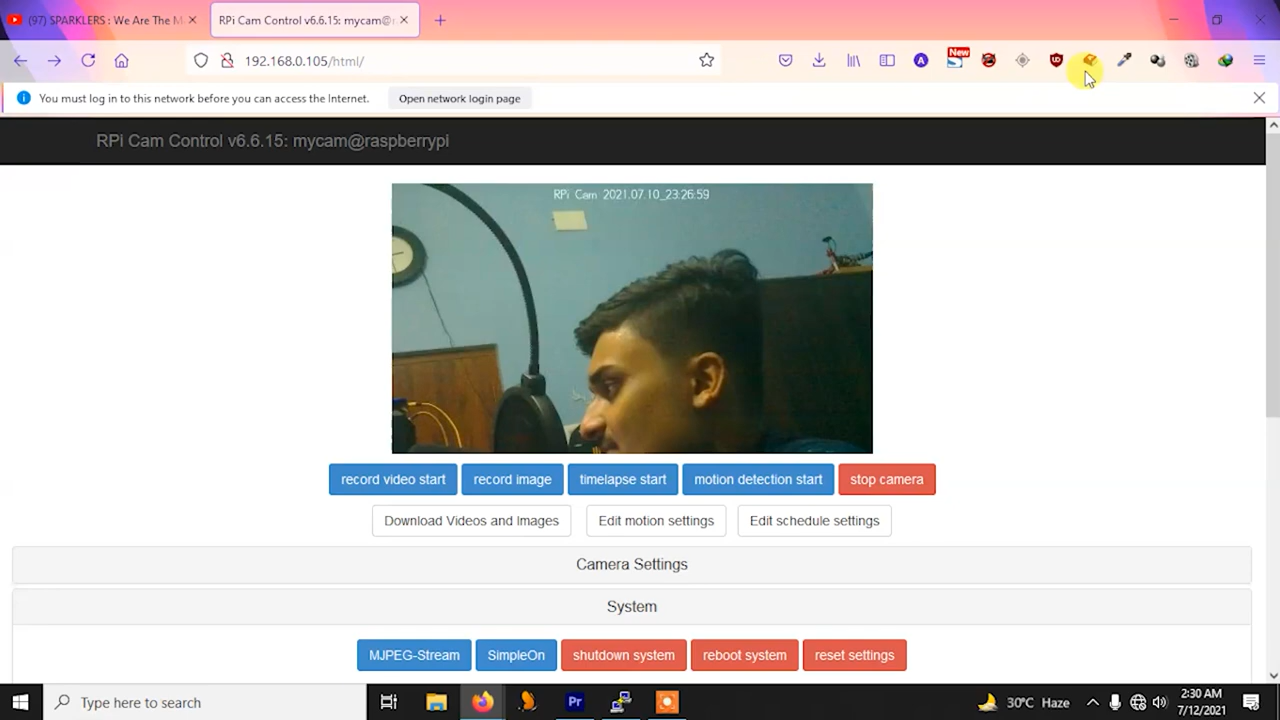 (97) SPARKLERS : We Are The M
RPi Cam Control v6.6.15: mycam@
192.168.0.105/html/
New
You must log in to this network before you can access the Internet.
Open network login page
RPi Cam Control v6.6.15: mycam@raspberrypi
RPi Cam 2021.07.10_23:26:59
record video start
record image
timelapse start
motion detection start
stop camera
Download Videos and Images
Edit motion settings
Edit schedule settings
Camera Settings
System
MJPEG-Stream
SimpleOn
shutdown system
reboot system
reset settings
Type here to search
Pr
30°C Haze
2:30 AM
7/12/2021